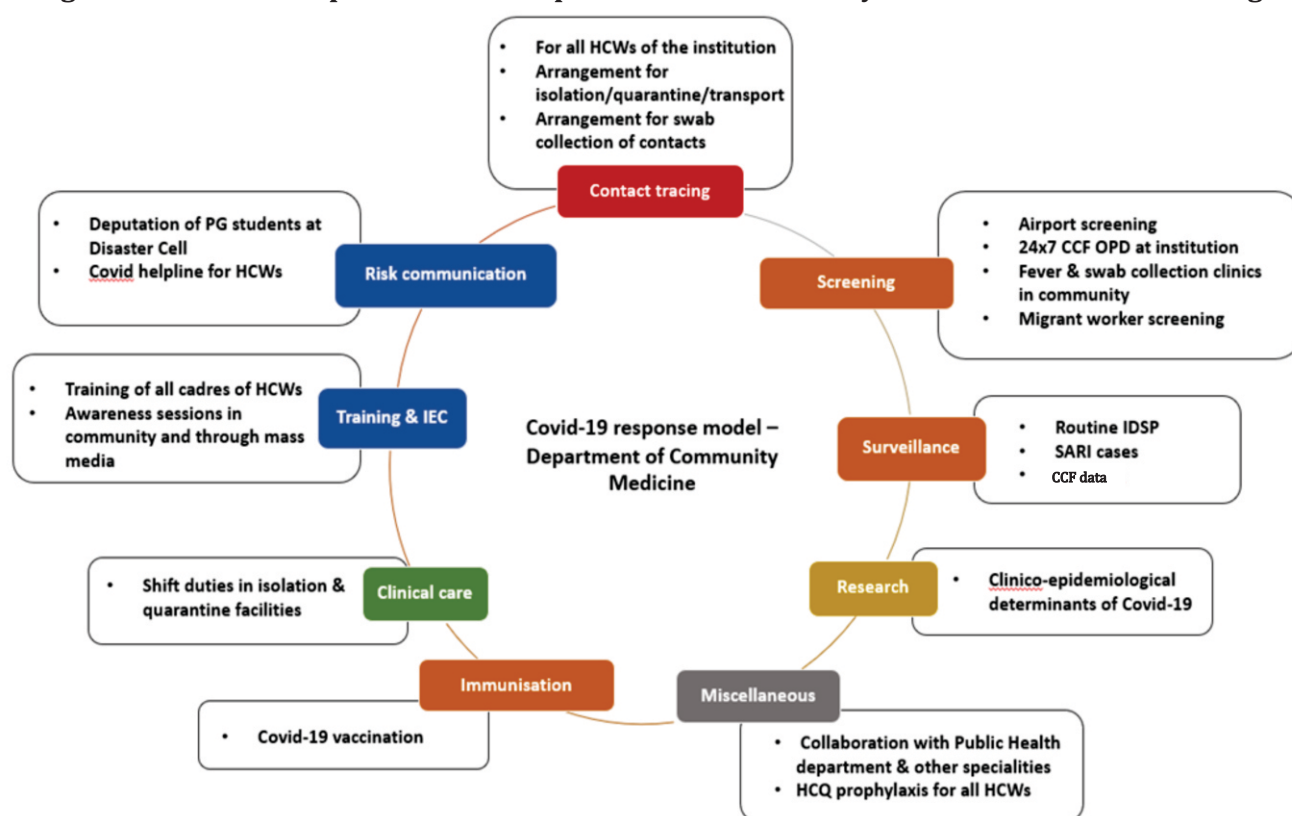 • For all HCWs of the institution
• Arrangement for
isolation/quarantine/transport
• Arrangement for swab
collection of contacts
Contact tracing
• Airport screening
• 24x7 CCF OPD at institution
• Fever & swab collection clinics
in community
• Migrant worker screening
Screening
• Routine IDSP
• SARI cases
• CCF data
Surveillance
• Clinico-epidemiological
determinants of Covid-19
Research
Miscellaneous
• Collaboration with Public Health
department & other specialities
• HCQ prophylaxis for all HCWs
Immunisation
• Covid-19 vaccination
Clinical care
• Shift duties in isolation &
quarantine facilities
Training & IEC
• Training of all cadres of HCWs
• Awareness sessions in
community and through mass
media
Risk communication
• Deputation of PG students at
Disaster Cell
• Covid helpline for HCWs
Covid-19 response model –
Department of Community
Medicine